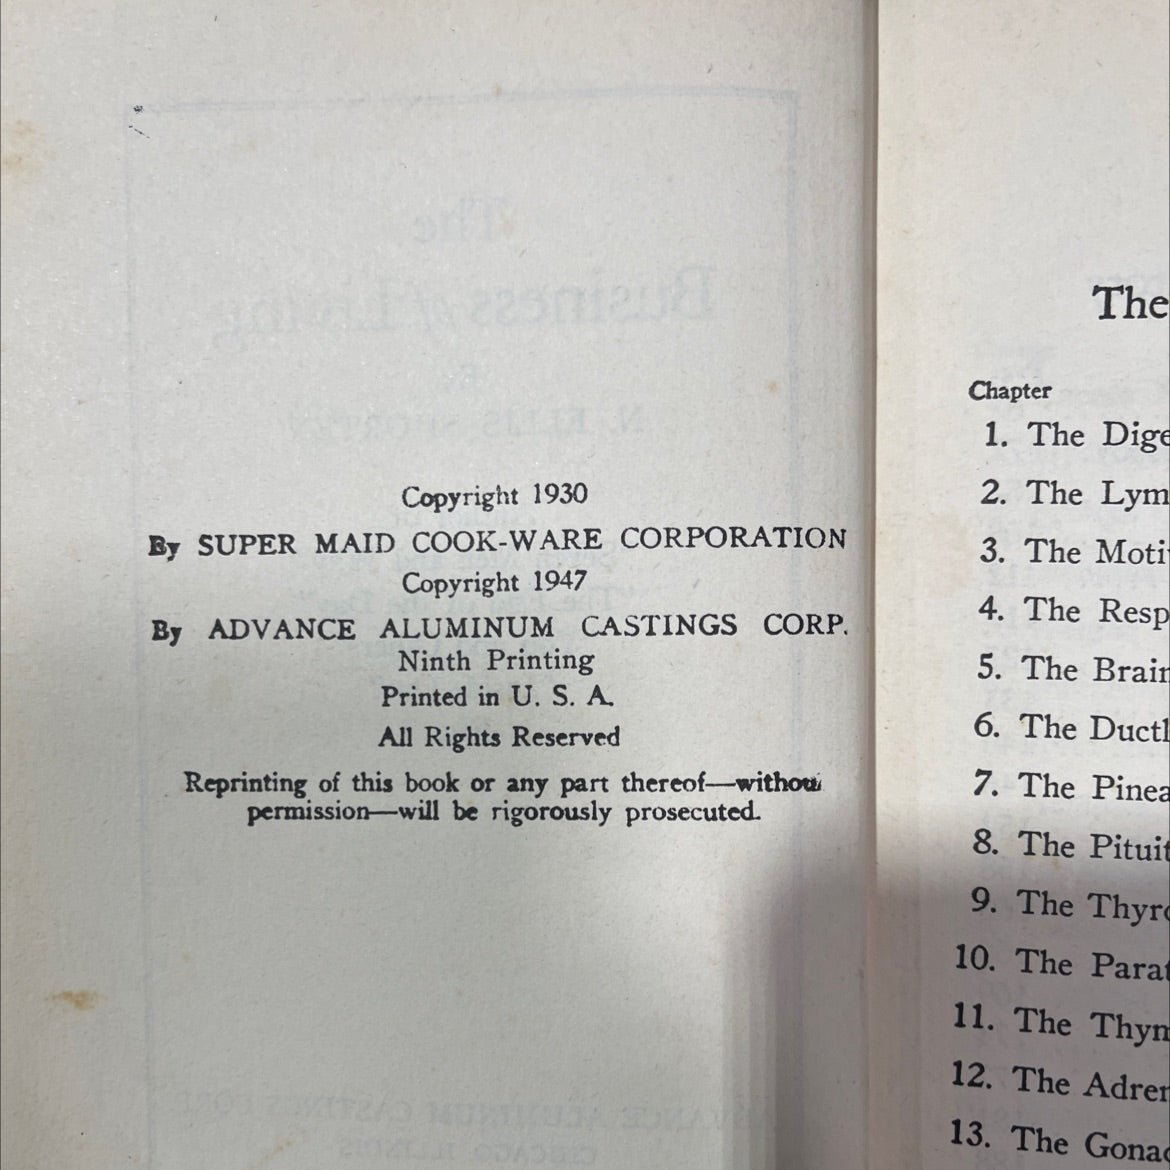 Copyright 1930
By SUPER MAID COOK-WARE CORPORATION
Copyright 1947
By ADVANCE ALUMINUM CASTINGS CORP.
Ninth Printing
Printed in U. S. A.
All Rights Reserved
Reprinting of this book or any part thereof—withou
permission—will be rigorously prosecuted.
The
Chapter
1. The Dige
2. The Lym
3. The Moti
4. The Resp
5. The Brain
6. The Ductl
7. The Pinea
8. The Pituit
9. The Thyro
10. The Parat
11. The Thym
12. The Adren
13. The Gona